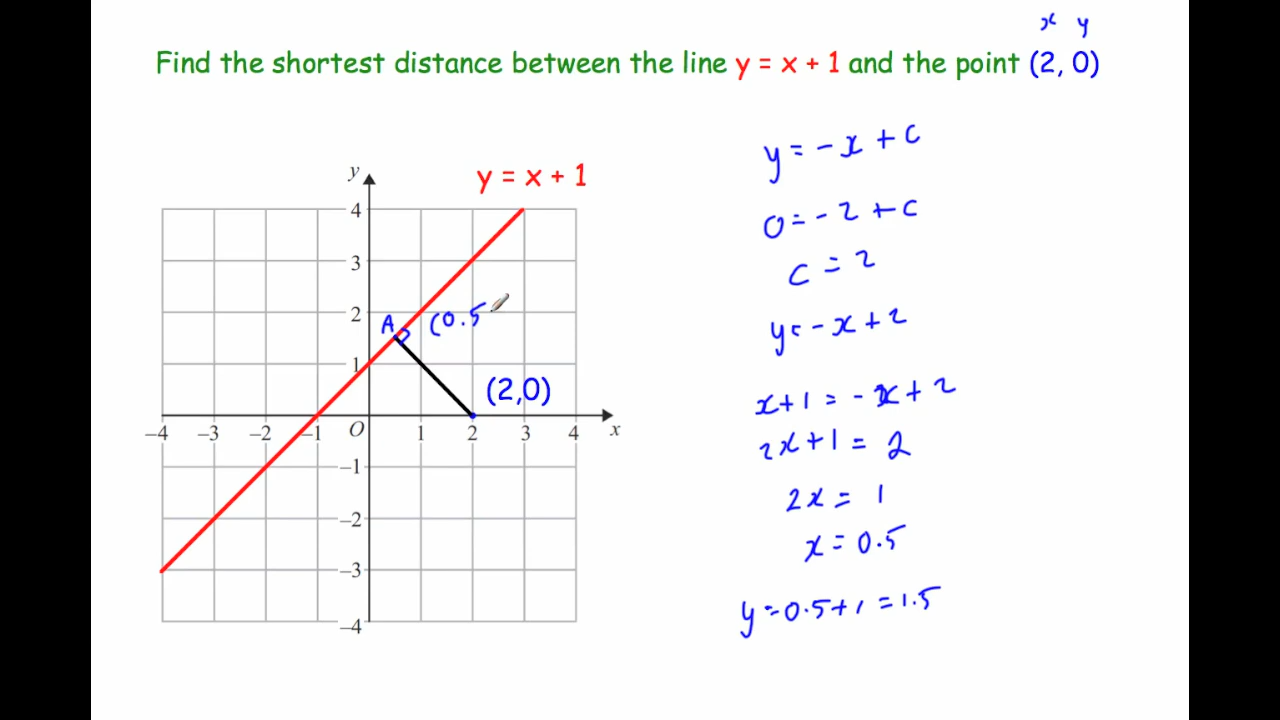 x y
Find the shortest distance between the line y = x + 1 and the point (2, 0)
y = x + 1
y
4
3
2
1
A (0.5
(2,0)
–4 –3 –2 –1 O 1 2 3 4 x
–1
–2
–3
–4
y = -x + c
0 = -2 + c
c = 2
y = -x + 2
x+1 = -x + 2
2x + 1 = 2
2x = 1
x = 0.5
y = 0.5 + 1 = 1.5